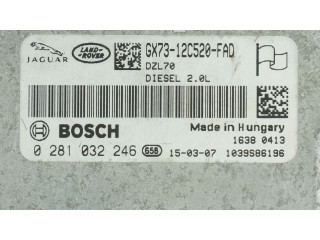 JAGUAR
LAND-ROVER
GX73-12C520-FAD
DZL70
DIESEL 2.0L
BOSCH
Made in Hungary
1638 0413
0 281 032 246 G5B 15-03-07 1039S86196